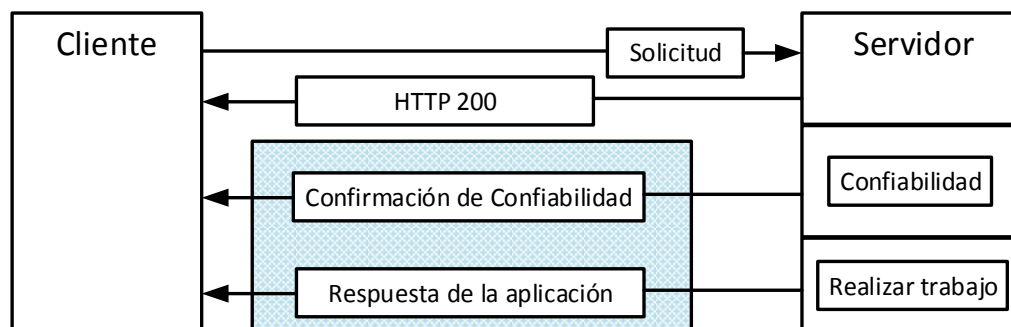 Cliente
Solicitud
Servidor
HTTP 200
Confirmación de Confiabilidad
Confiabilidad
Respuesta de la aplicación
Realizar trabajo